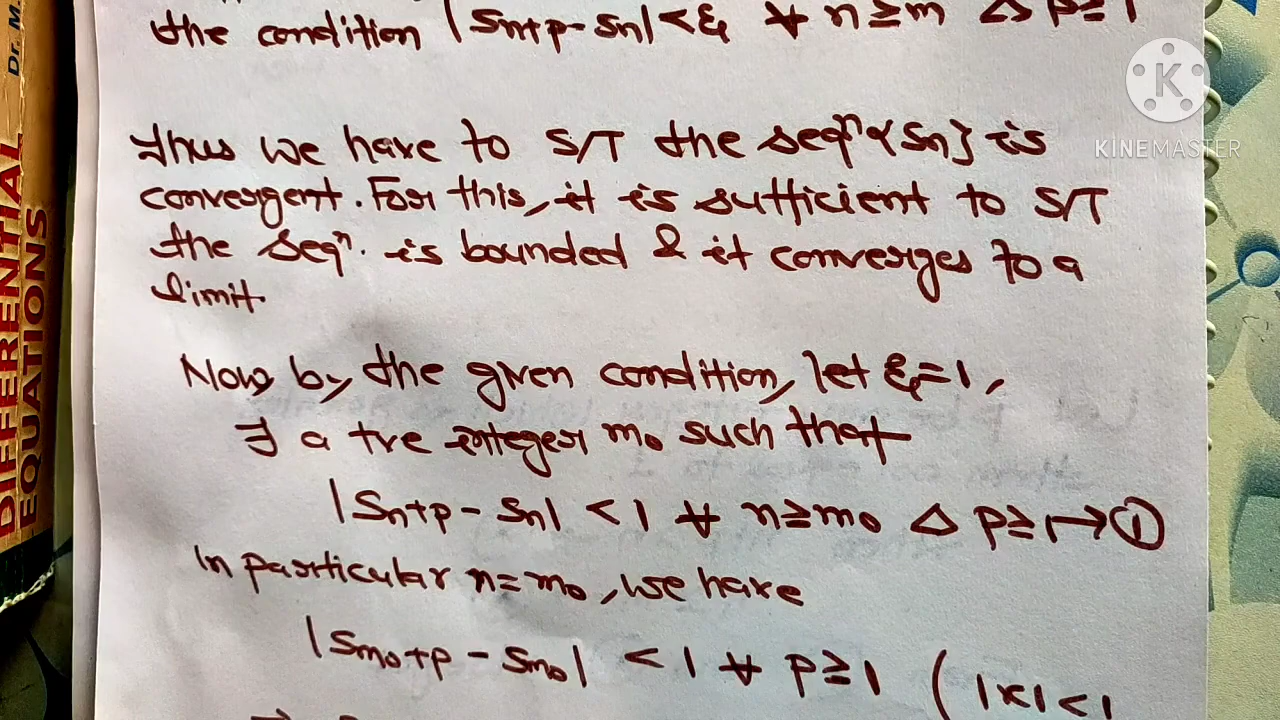 Dr. M.
DIFFERENTIAL
EQUATIONS
the condition |Sn+p - Sn| < ε ∀ n ≥ m & p ≥ 1
K
KINEMASTER
Thus we have to S/T the seqⁿ {Sn} is
convergent. For this, it is sufficient to S/T
the seqⁿ. is bounded & it converges to a
limit.
Now by the given condition, let ε = 1,
∃ a +ve integer m₀ such that
|Sn+p - Sn| < 1 ∀ n ≥ m₀ & p ≥ 1 → ①
In particular n = m₀, we have
|Sm₀+p - Sm₀| < 1 ∀ p ≥ 1 ( |x| < 1